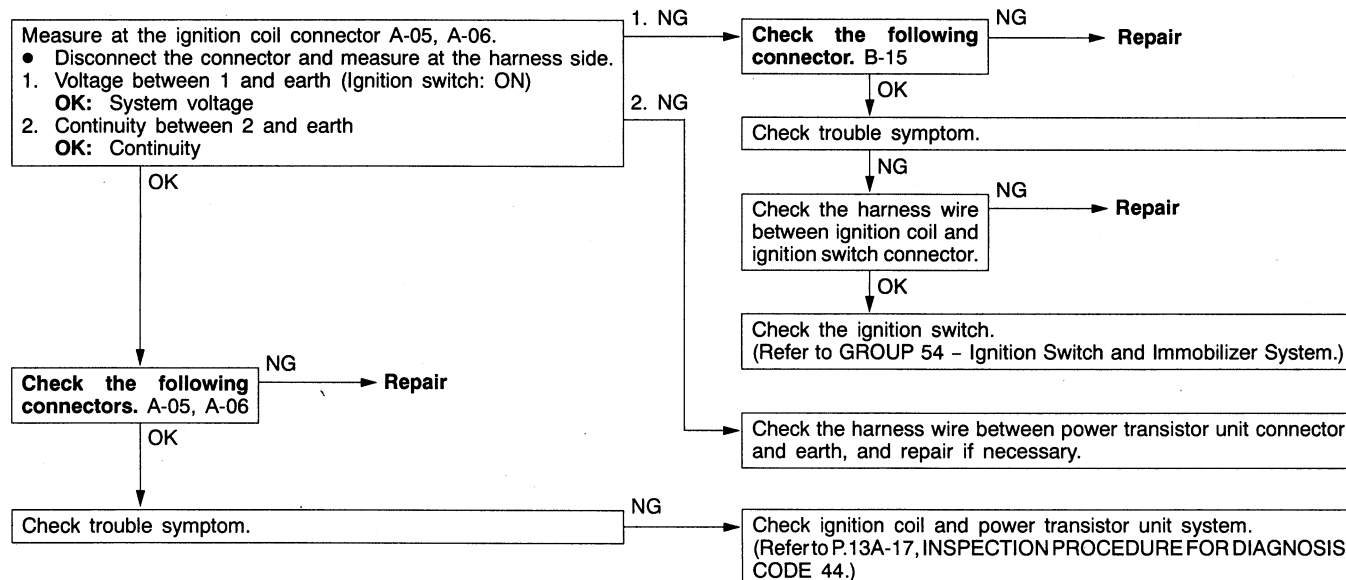 Measure at the ignition coil connector A-05, A-06.
● Disconnect the connector and measure at the harness side.
1. Voltage between 1 and earth (Ignition switch: ON)
OK: System voltage
2. Continuity between 2 and earth
OK: Continuity
1. NG
2. NG
OK
Check the following
connector. B-15
NG
Repair
OK
Check trouble symptom.
NG
Check the harness wire
between ignition coil and
ignition switch connector.
NG
Repair
OK
Check the ignition switch.
(Refer to GROUP 54 – Ignition Switch and Immobilizer System.)
Check the following
connectors. A-05, A-06
NG
Repair
OK
Check the harness wire between power transistor unit connector
and earth, and repair if necessary.
Check trouble symptom.
NG
Check ignition coil and power transistor unit system.
(Refer to P.13A-17, INSPECTION PROCEDURE FOR DIAGNOSIS
CODE 44.)